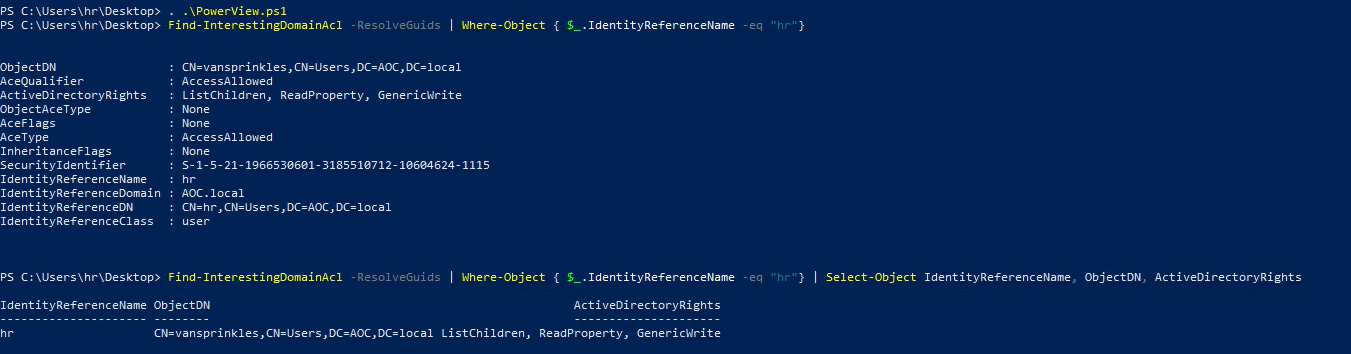 PS C:\Users\hr\Desktop> . .\PowerView.ps1
PS C:\Users\hr\Desktop> Find-InterestingDomainAcl -ResolveGuids | Where-Object { $_.IdentityReferenceName -eq "hr"}
ObjectDN                : CN=vansprinkles,CN=Users,DC=AOC,DC=local
AceQualifier            : AccessAllowed
ActiveDirectoryRights   : ListChildren, ReadProperty, GenericWrite
ObjectAceType           : None
AceFlags                : None
AceType                 : AccessAllowed
InheritanceFlags        : None
SecurityIdentifier      : S-1-5-21-1966530601-3185510712-10604624-1115
IdentityReferenceName   : hr
IdentityReferenceDomain : AOC.local
IdentityReferenceDN     : CN=hr,CN=Users,DC=AOC,DC=local
IdentityReferenceClass  : user
PS C:\Users\hr\Desktop> Find-InterestingDomainAcl -ResolveGuids | Where-Object { $_.IdentityReferenceName -eq "hr"} | Select-Object IdentityReferenceName, ObjectDN, ActiveDirectoryRights
IdentityReferenceName ObjectDN                                                    ActiveDirectoryRights
--------------------- --------                                                    ---------------------
hr                    CN=vansprinkles,CN=Users,DC=AOC,DC=local ListChildren, ReadProperty, GenericWrite